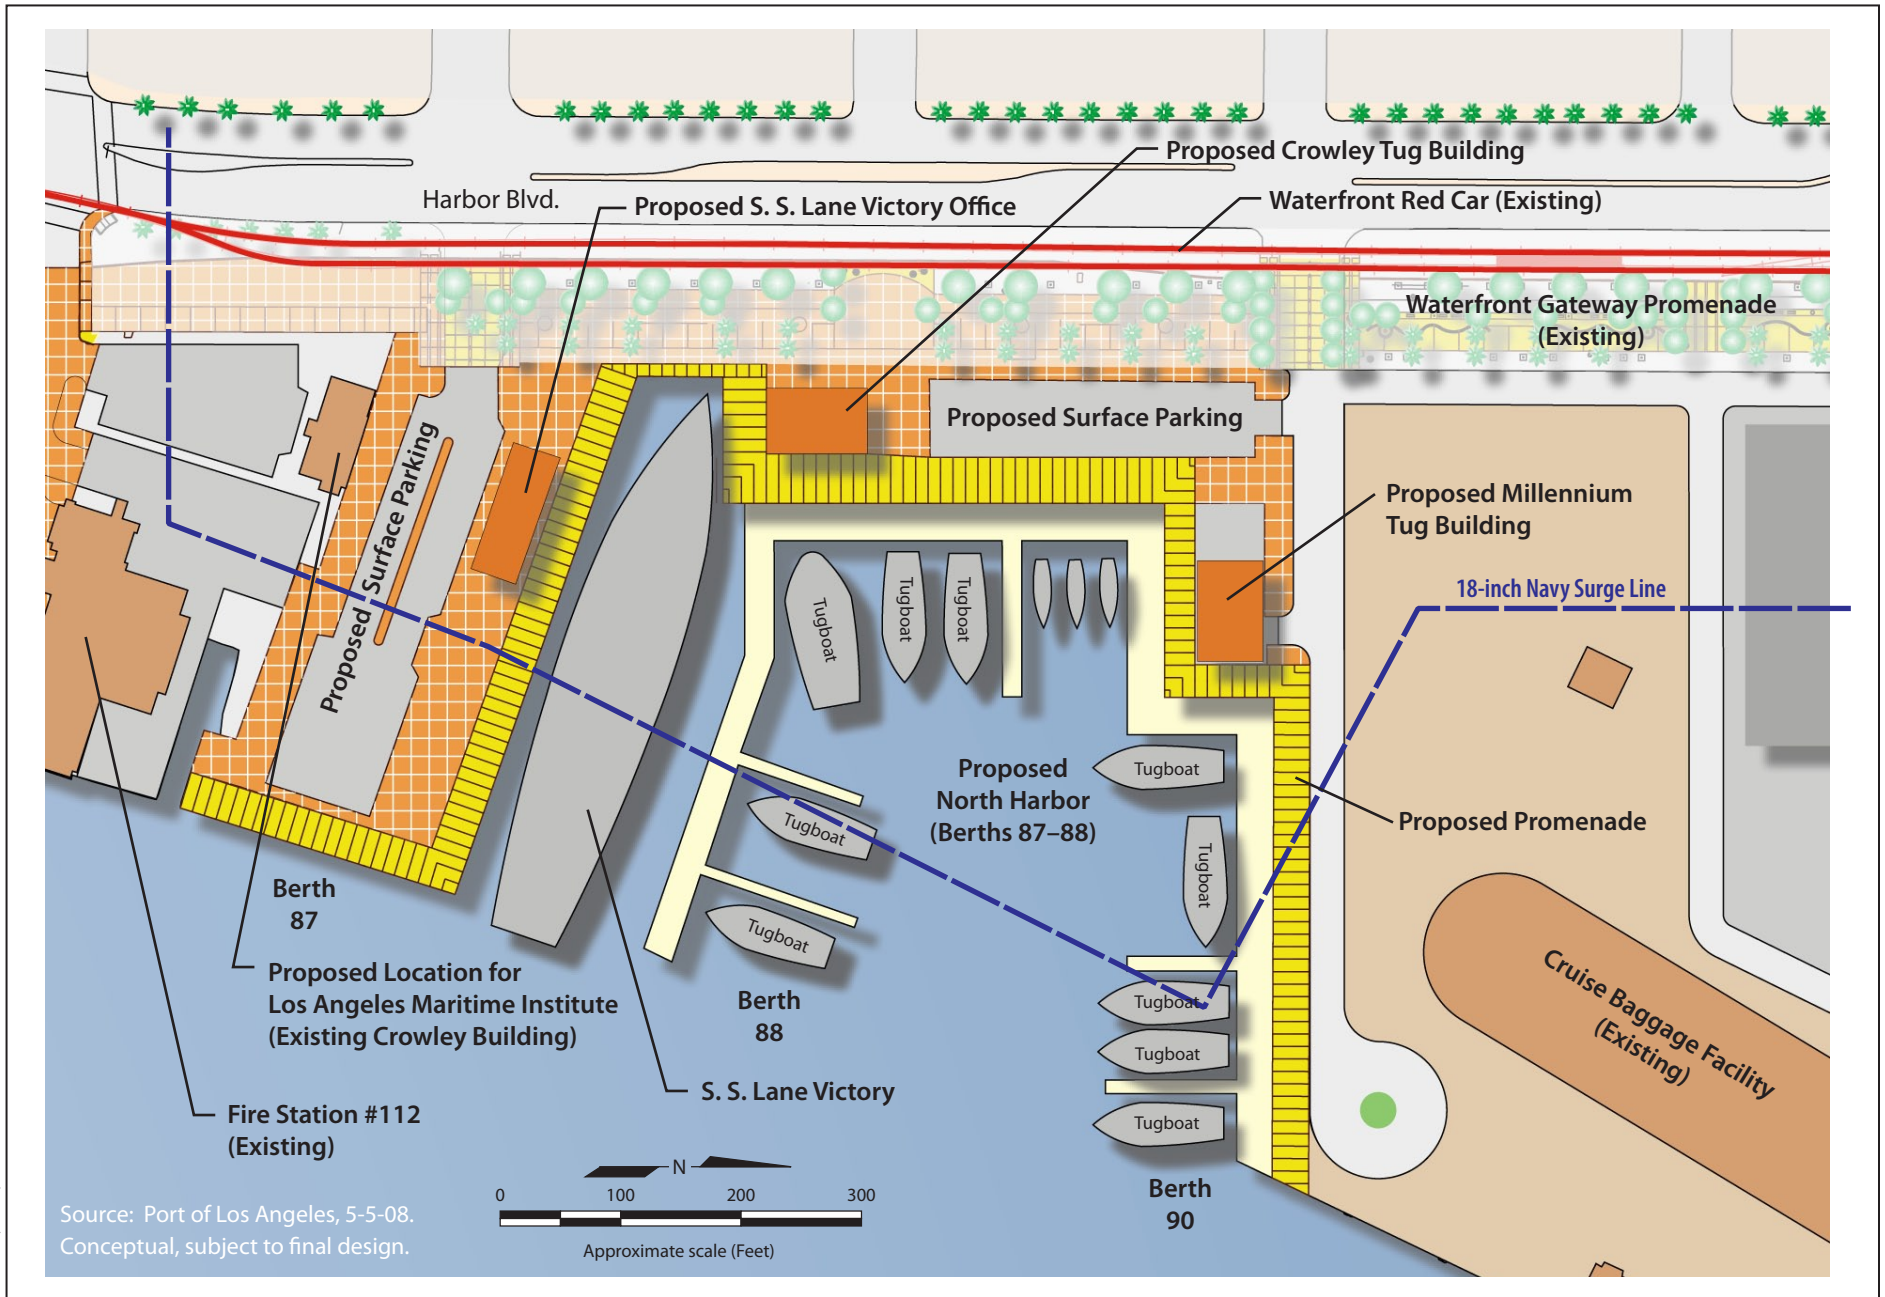 Proposed Crowley Tug Building
Harbor Blvd.
Proposed S. S. Lane Victory Office
Waterfront Red Car (Existing)
Waterfront Gateway Promenade
(Existing)
Proposed Surface Parking
Proposed Surface Parking
Proposed Millennium
Tug Building
18-inch Navy Surge Line
Tugboat
Tugboat
Tugboat
Proposed
North Harbor
(Berths 87–88)
Tugboat
Tugboat
Tugboat
Tugboat
Proposed Promenade
Berth
87
Proposed Location for
Los Angeles Maritime Institute
(Existing Crowley Building)
Berth
88
Tugboat
Tugboat
Tugboat
Cruise Baggage Facility
(Existing)
S. S. Lane Victory
Fire Station #112
(Existing)
Berth
90
N
0 100 200 300
Approximate scale (Feet)
Source: Port of Los Angeles, 5-5-08.
Conceptual, subject to final design.